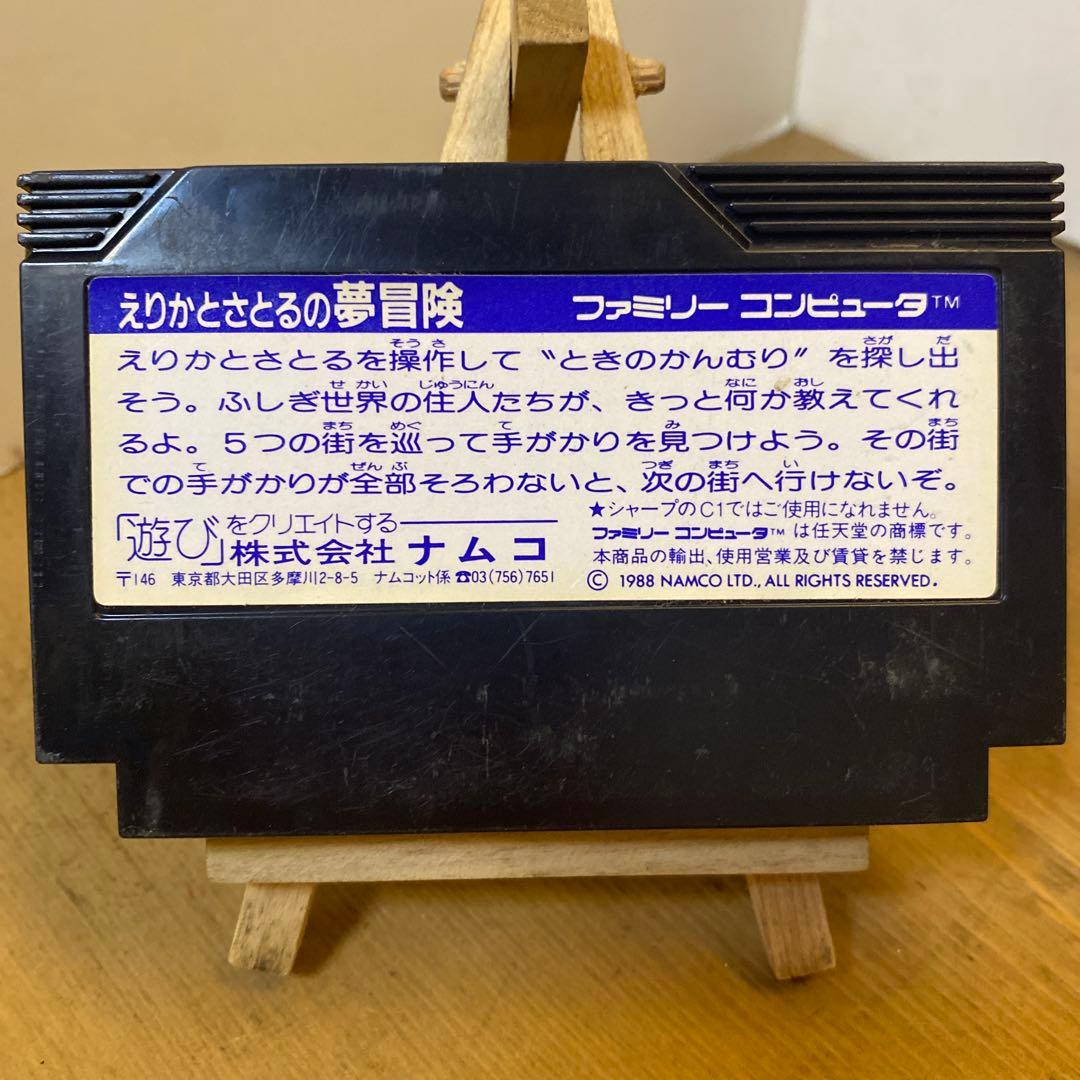 えりかとさとるの夢冒険 ファミリー コンピュータ™
えりかとさとるを操作して〝ときのかんむり〟を探し出
そう。ふしぎ世界の住人たちが、きっと何か教えてくれ
るよ。5つの街を巡って手がかりを見つけよう。その街
での手がかりが全部そろわないと、次の街へ行けないぞ。
「遊び」をクリエイトする
株式会社 ナムコ
〒146 東京都大田区多摩川2-8-5 ナムコット係 ☎03(756)7651
★シャープのC1ではご使用になれません。
ファミリー コンピュータ™ は任天堂の商標です。
本商品の輸出、使用営業及び賃貸を禁じます。
© 1988 NAMCO LTD., ALL RIGHTS RESERVED.